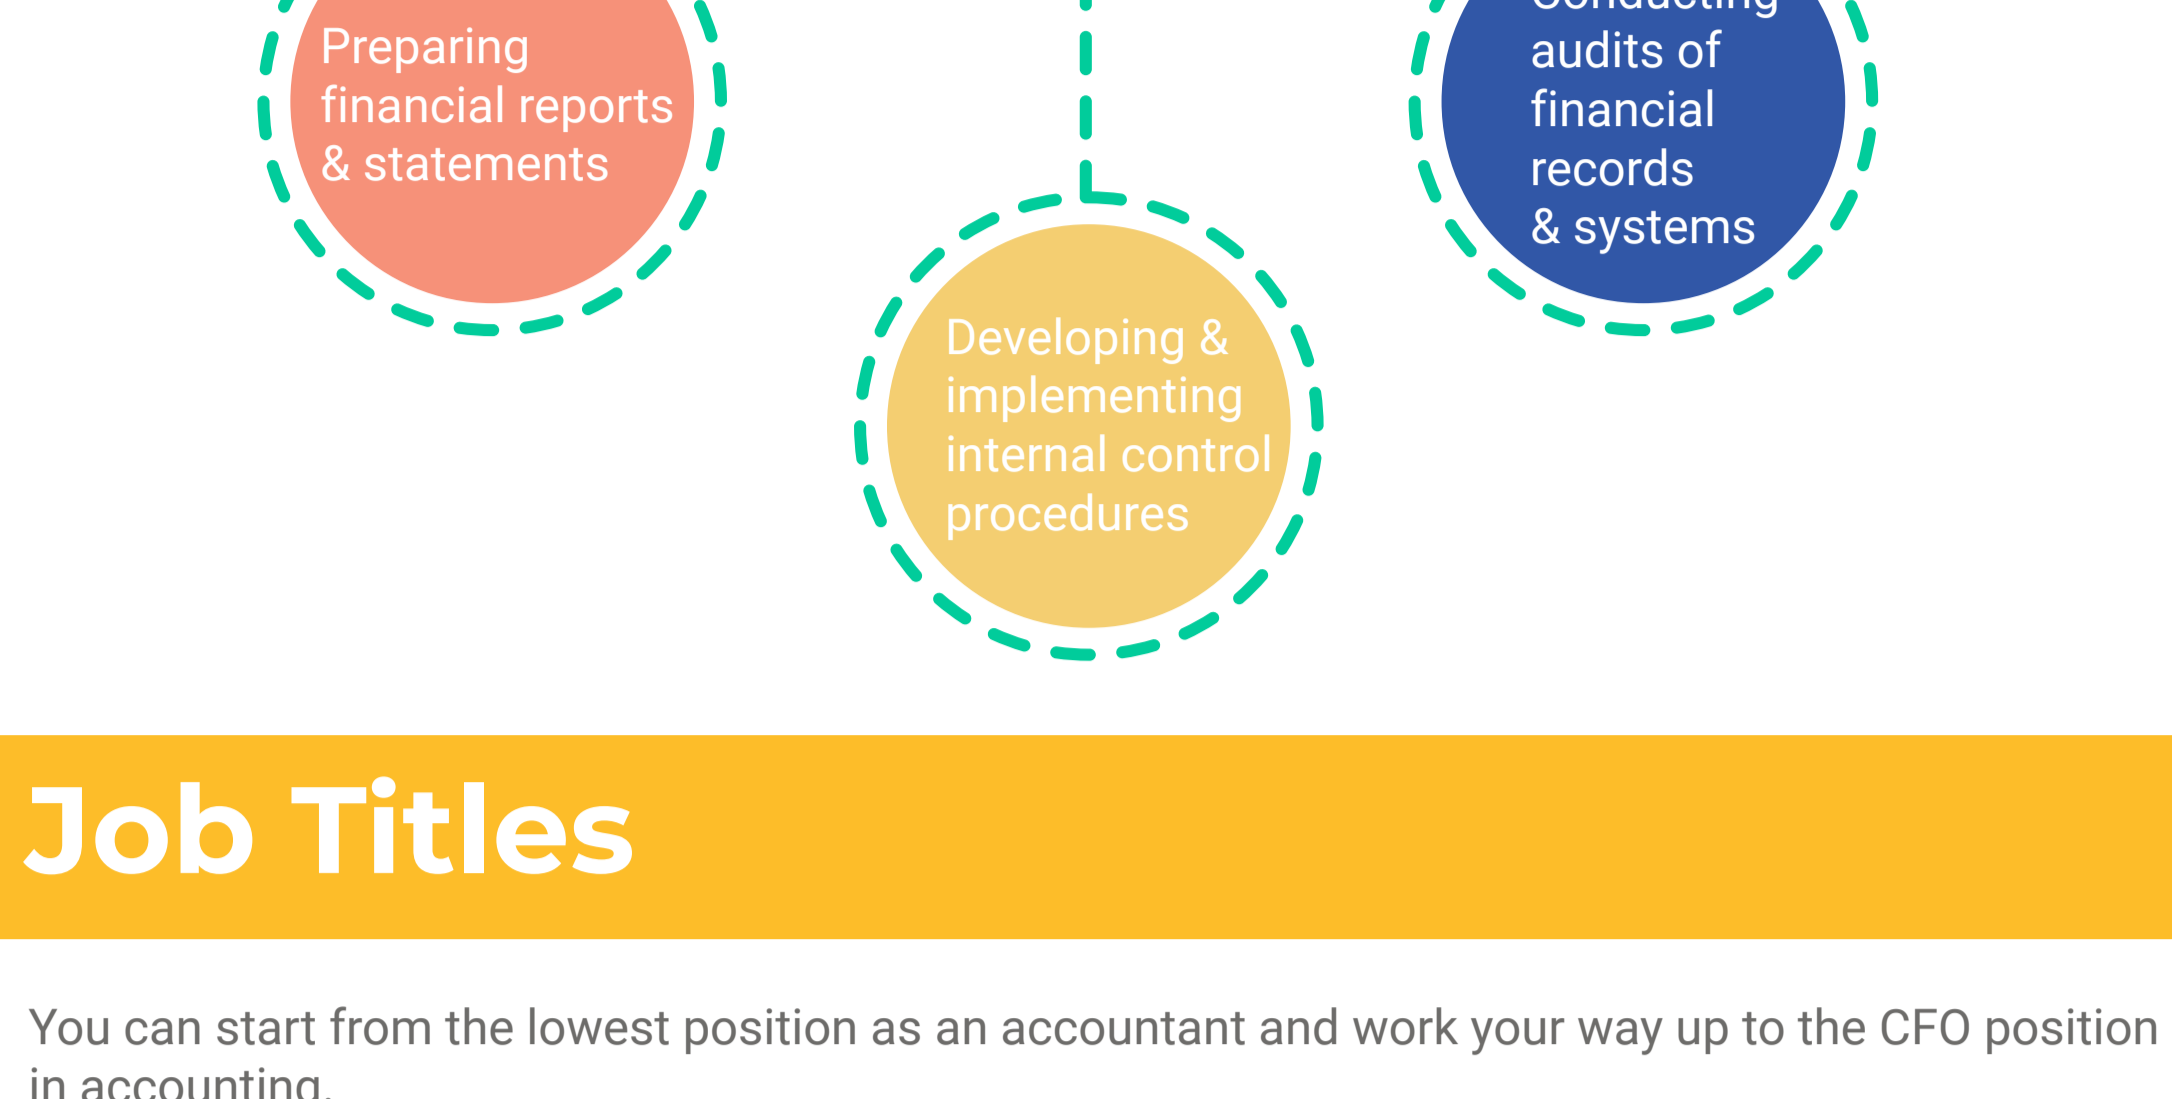 Preparing
financial reports
& statements
Conducting
audits of
financial
records
& systems
Developing &
implementing
internal control
procedures
Job Titles
You can start from the lowest position as an accountant and work your way up to the CFO position
in accounting.